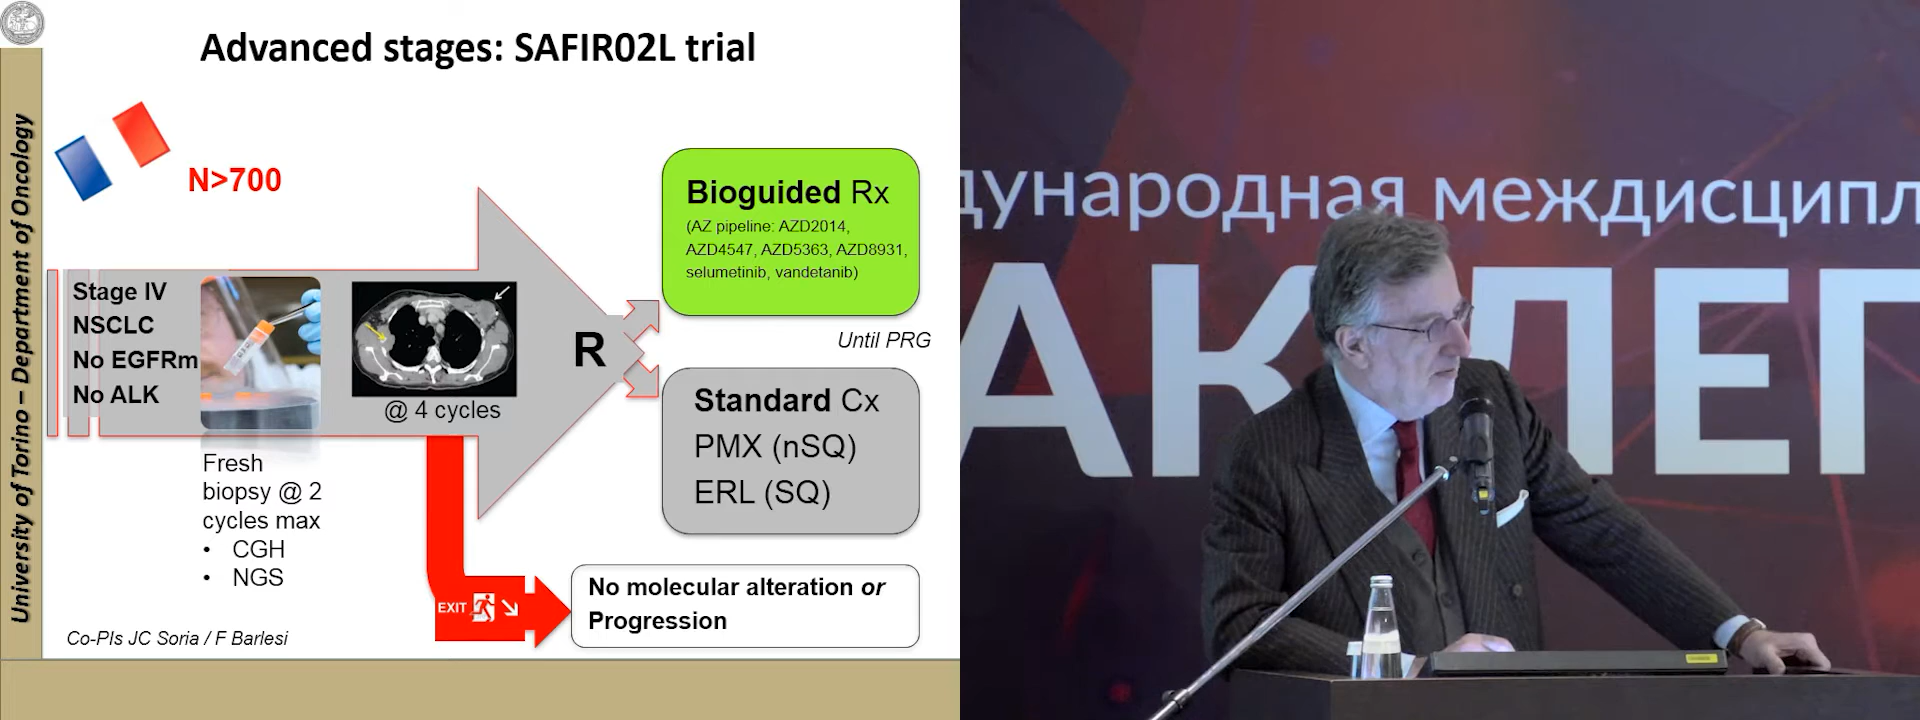 Advanced stages: SAFIR02L trial
University of Torino – Department of Oncology
N>700
Stage IV
NSCLC
No EGFRm
No ALK
Fresh
biopsy @ 2
cycles max
• CGH
• NGS
@ 4 cycles
R
Bioguided Rx
(AZ pipeline: AZD2014,
AZD4547, AZD5363, AZD8931,
selumetinib, vandetanib)
Until PRG
Standard Cx
PMX (nSQ)
ERL (SQ)
EXIT
No molecular alteration or
Progression
Co-PIs JC Soria / F Barlesi
дународная междисципл